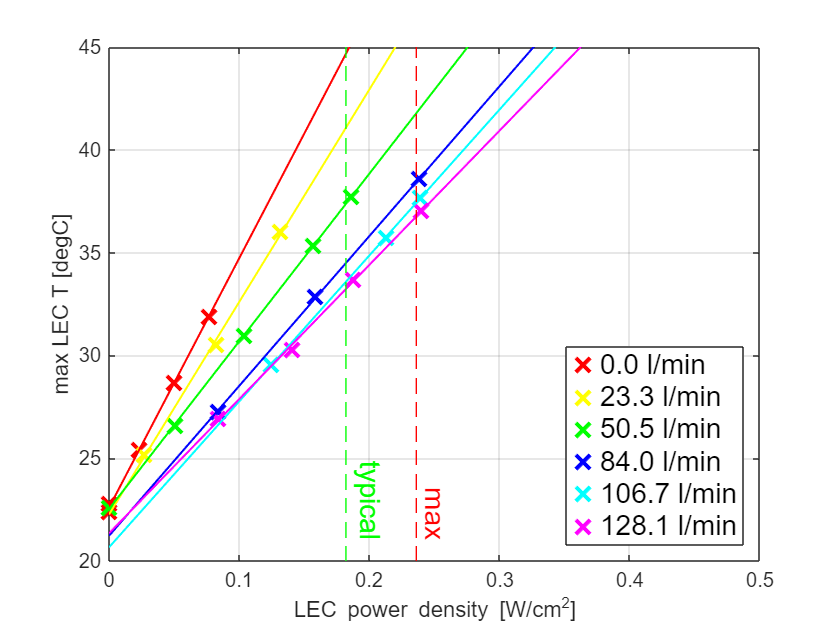 45
40
35
30
25
20
max LEC T [degC]
0
0.1
0.2
0.3
0.4
0.5
LEC power density [W/cm²]
typical
max
0.0 l/min
23.3 l/min
50.5 l/min
84.0 l/min
106.7 l/min
128.1 l/min